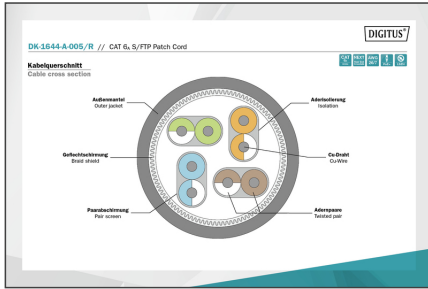 DIGITUS®
DK-1644-A-005/R // CAT 6A S/FTP Patch Cord
Kabelquerschnitt
Cable cross section
Außenmantel
Outer jacket
Aderisolierung
Isolation
Geflechtschirmung
Braid shield
Cu-Draht
Cu-Wire
Paarabschirmung
Pair screen
Adernpaare
Twisted pair